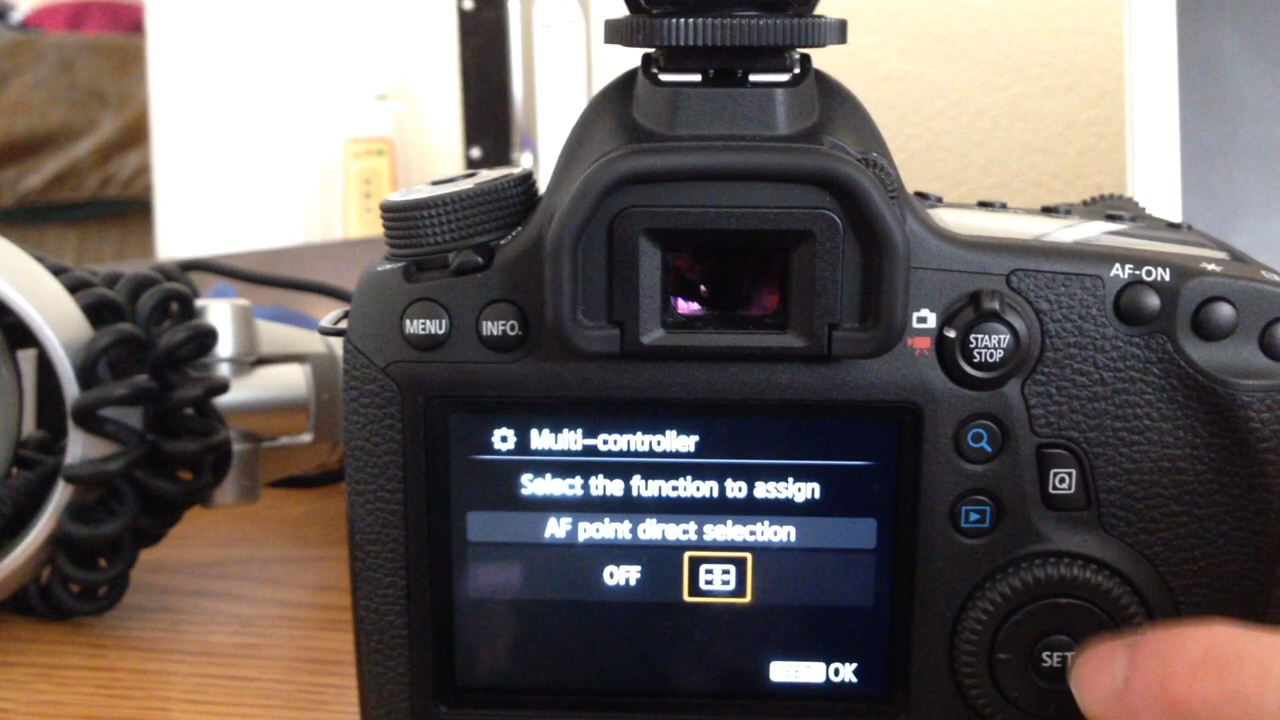 AF-ON
MENU
INFO.
START/
STOP
Q
Multi-controller
Select the function to assign
AF point direct selection
OFF
SET OK
SET